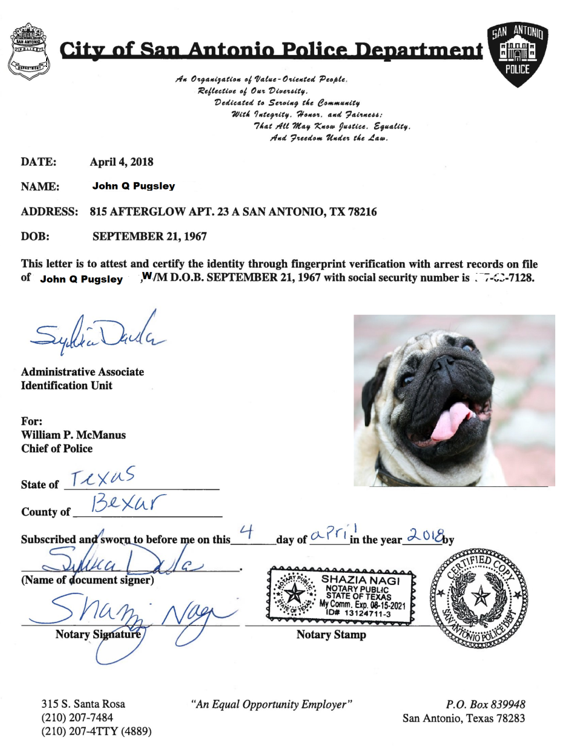 SAN ANTONIO
POLICE
DEPARTMENT
City of San Antonio Police Department
SAN ANTONIO
POLICE
An Organization of Value-Oriented People,
Reflective of Our Diversity,
Dedicated to Serving the Community
With Integrity, Honor, and Fairness;
That All May Know Justice, Equality,
And Freedom Under the Law.
DATE: April 4, 2018
NAME: John Q Pugsley
ADDRESS: 815 AFTERGLOW APT. 23 A SAN ANTONIO, TX 78216
DOB: SEPTEMBER 21, 1967
This letter is to attest and certify the identity through fingerprint verification with arrest records on file
of John Q Pugsley ,W/M D.O.B. SEPTEMBER 21, 1967 with social security number is -7128.
Administrative Associate
Identification Unit
For:
William P. McManus
Chief of Police
State of Texas
County of Bexar
Subscribed and sworn to before me on this 4 day of april in the year 2018 by
(Name of document signer)
SHAZIA NAGI
NOTARY PUBLIC
STATE OF TEXAS
My Comm. Exp. 08-15-2021
ID# 13124711-3
CERTIFIED COPY
SAN ANTONIO POLICE DEPT
Shazia Nagi
Notary Signature
Notary Stamp
315 S. Santa Rosa "An Equal Opportunity Employer" P.O. Box 839948
(210) 207-7484 San Antonio, Texas 78283
(210) 207-4TTY (4889)